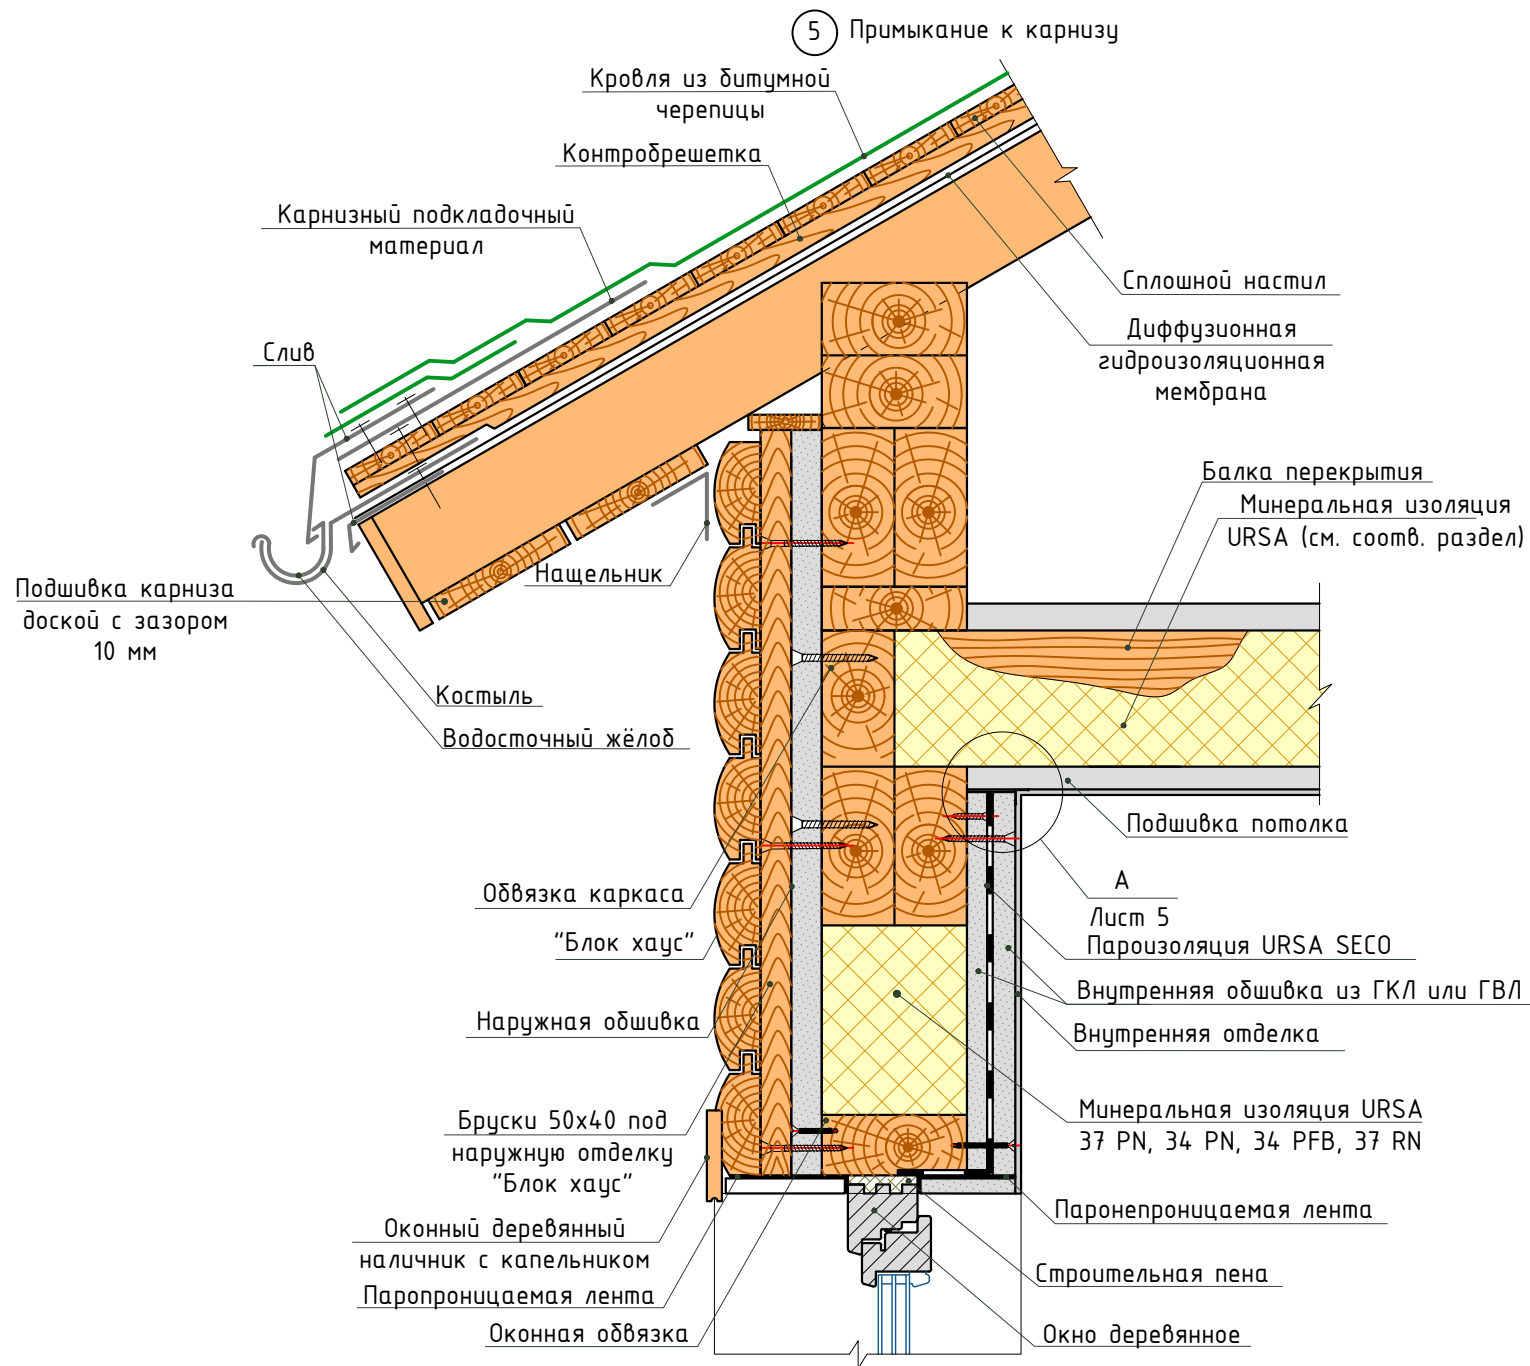 5 Примыкание к карнизу
Кровля из битумной
черепицы
Контробрешетка
Карнизный подкладочный
материал
Слив
Сплошной настил
Диффузионная
гидроизоляционная
мембрана
Балка перекрытия
Минеральная изоляция
URSA (см. соотв. раздел)
Нащельник
Подшивка карниза
доской с зазором
10 мм
Костыль
Водосточный жёлоб
Подшивка потолка
А
Лист 5
Обвязка каркаса
"Блок хаус"
Пароизоляция URSA SECO
Внутренняя обшивка из ГКЛ или ГВЛ
Наружная обшивка
Внутренняя отделка
Бруски 50х40 под
наружную отделку
"Блок хаус"
Минеральная изоляция URSA
37 PN, 34 PN, 34 PFB, 37 RN
Оконный деревянный
наличник с капельником
Паронепроницаемая лента
Паропроницаемая лента
Строительная пена
Оконная обвязка
Окно деревянное